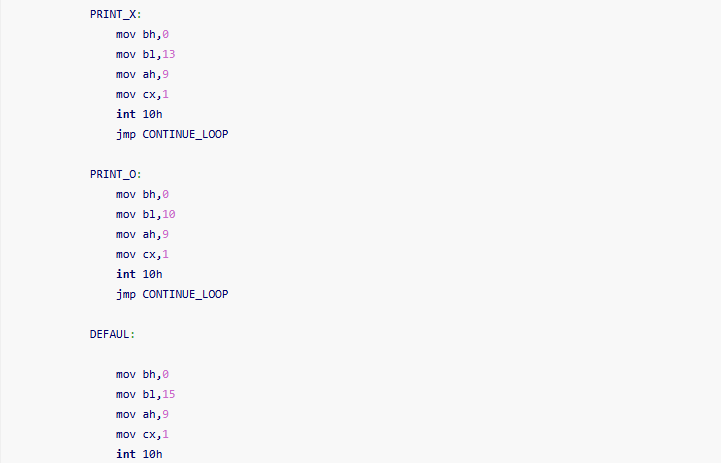 PRINT_X:
mov bh,0
mov bl,13
mov ah,9
mov cx,1
int 10h
jmp CONTINUE_LOOP
PRINT_O:
mov bh,0
mov bl,10
mov ah,9
mov cx,1
int 10h
jmp CONTINUE_LOOP
DEFAUL:
mov bh,0
mov bl,15
mov ah,9
mov cx,1
int 10h